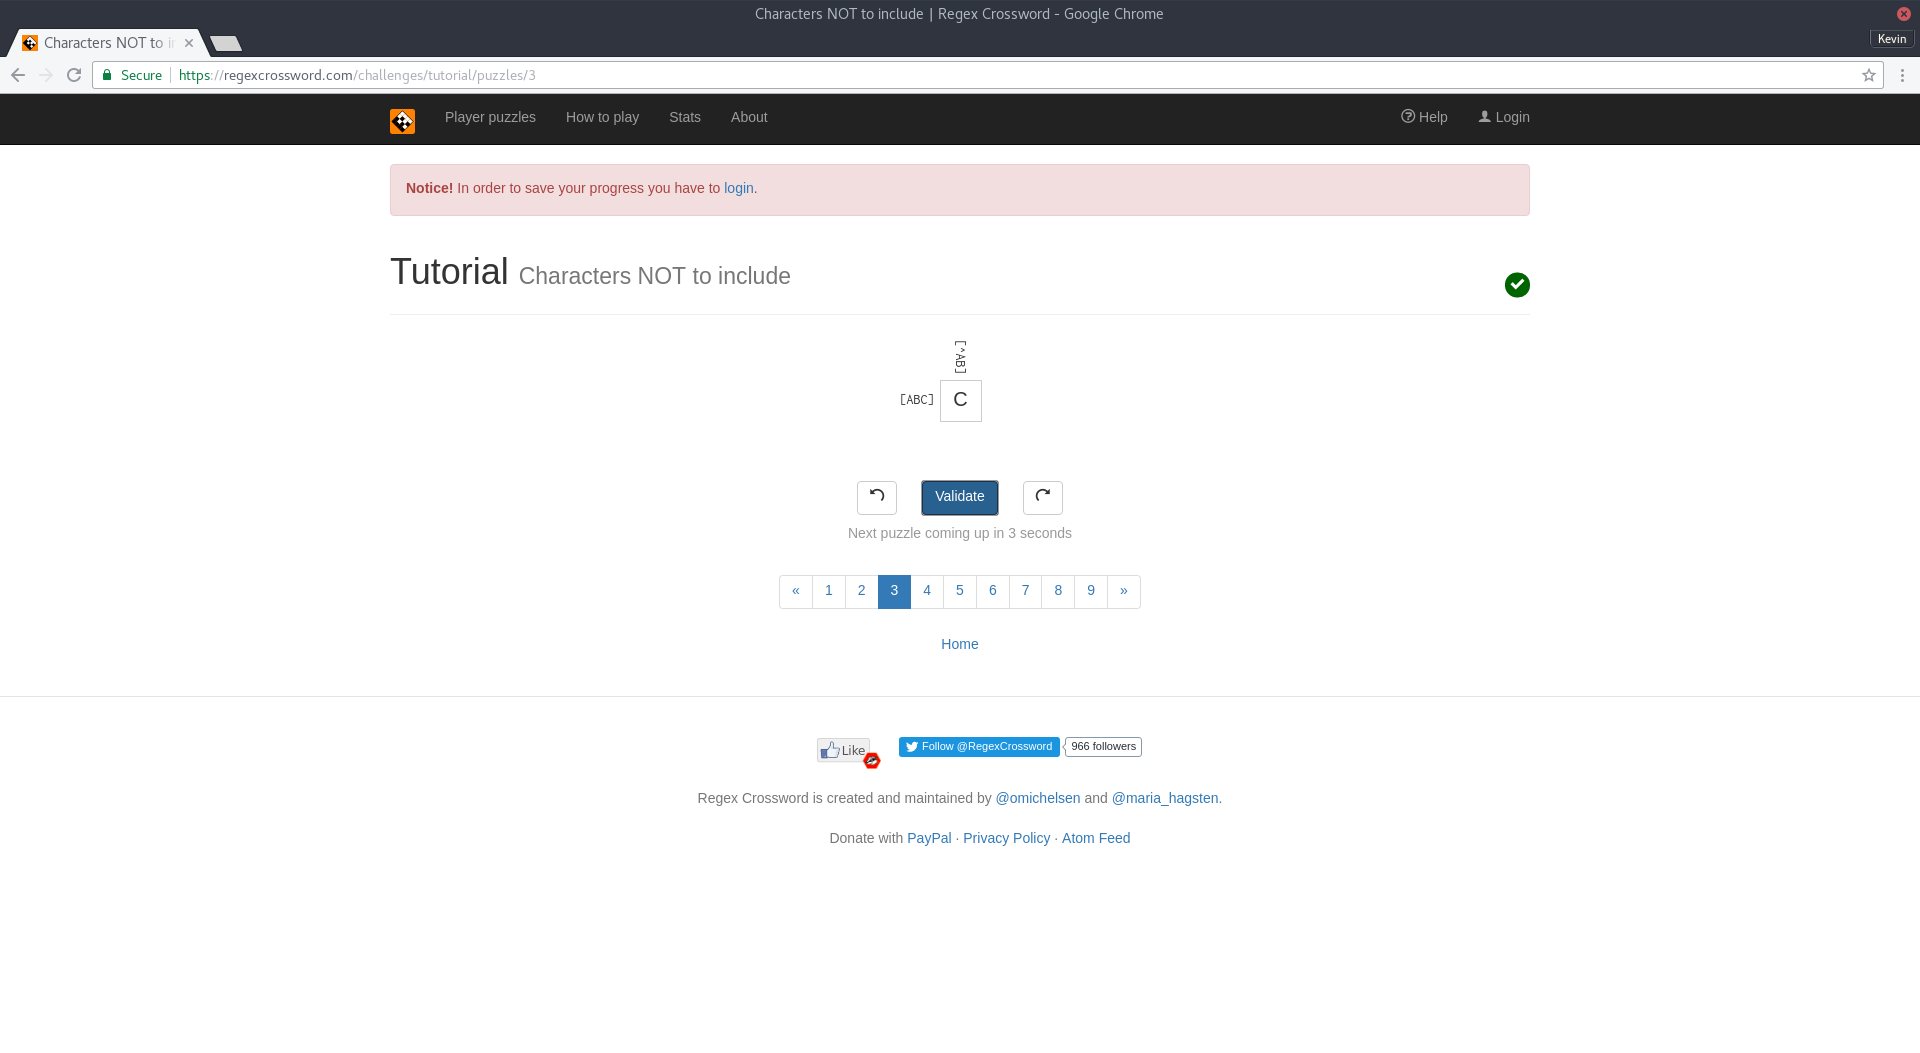 Characters NOT to include | Regex Crossword - Google Chrome
Characters NOT to in
Kevin
Secure https://regexcrossword.com/challenges/tutorial/puzzles/3
Player puzzles How to play Stats About Help Login
Notice! In order to save your progress you have to login.
Tutorial Characters NOT to include
[^AB]
[ABC] C
Validate
Next puzzle coming up in 3 seconds
« 1 2 3 4 5 6 7 8 9 »
Home
Like Follow @RegexCrossword 966 followers
Regex Crossword is created and maintained by @omichelsen and @maria_hagsten.
Donate with PayPal · Privacy Policy · Atom Feed